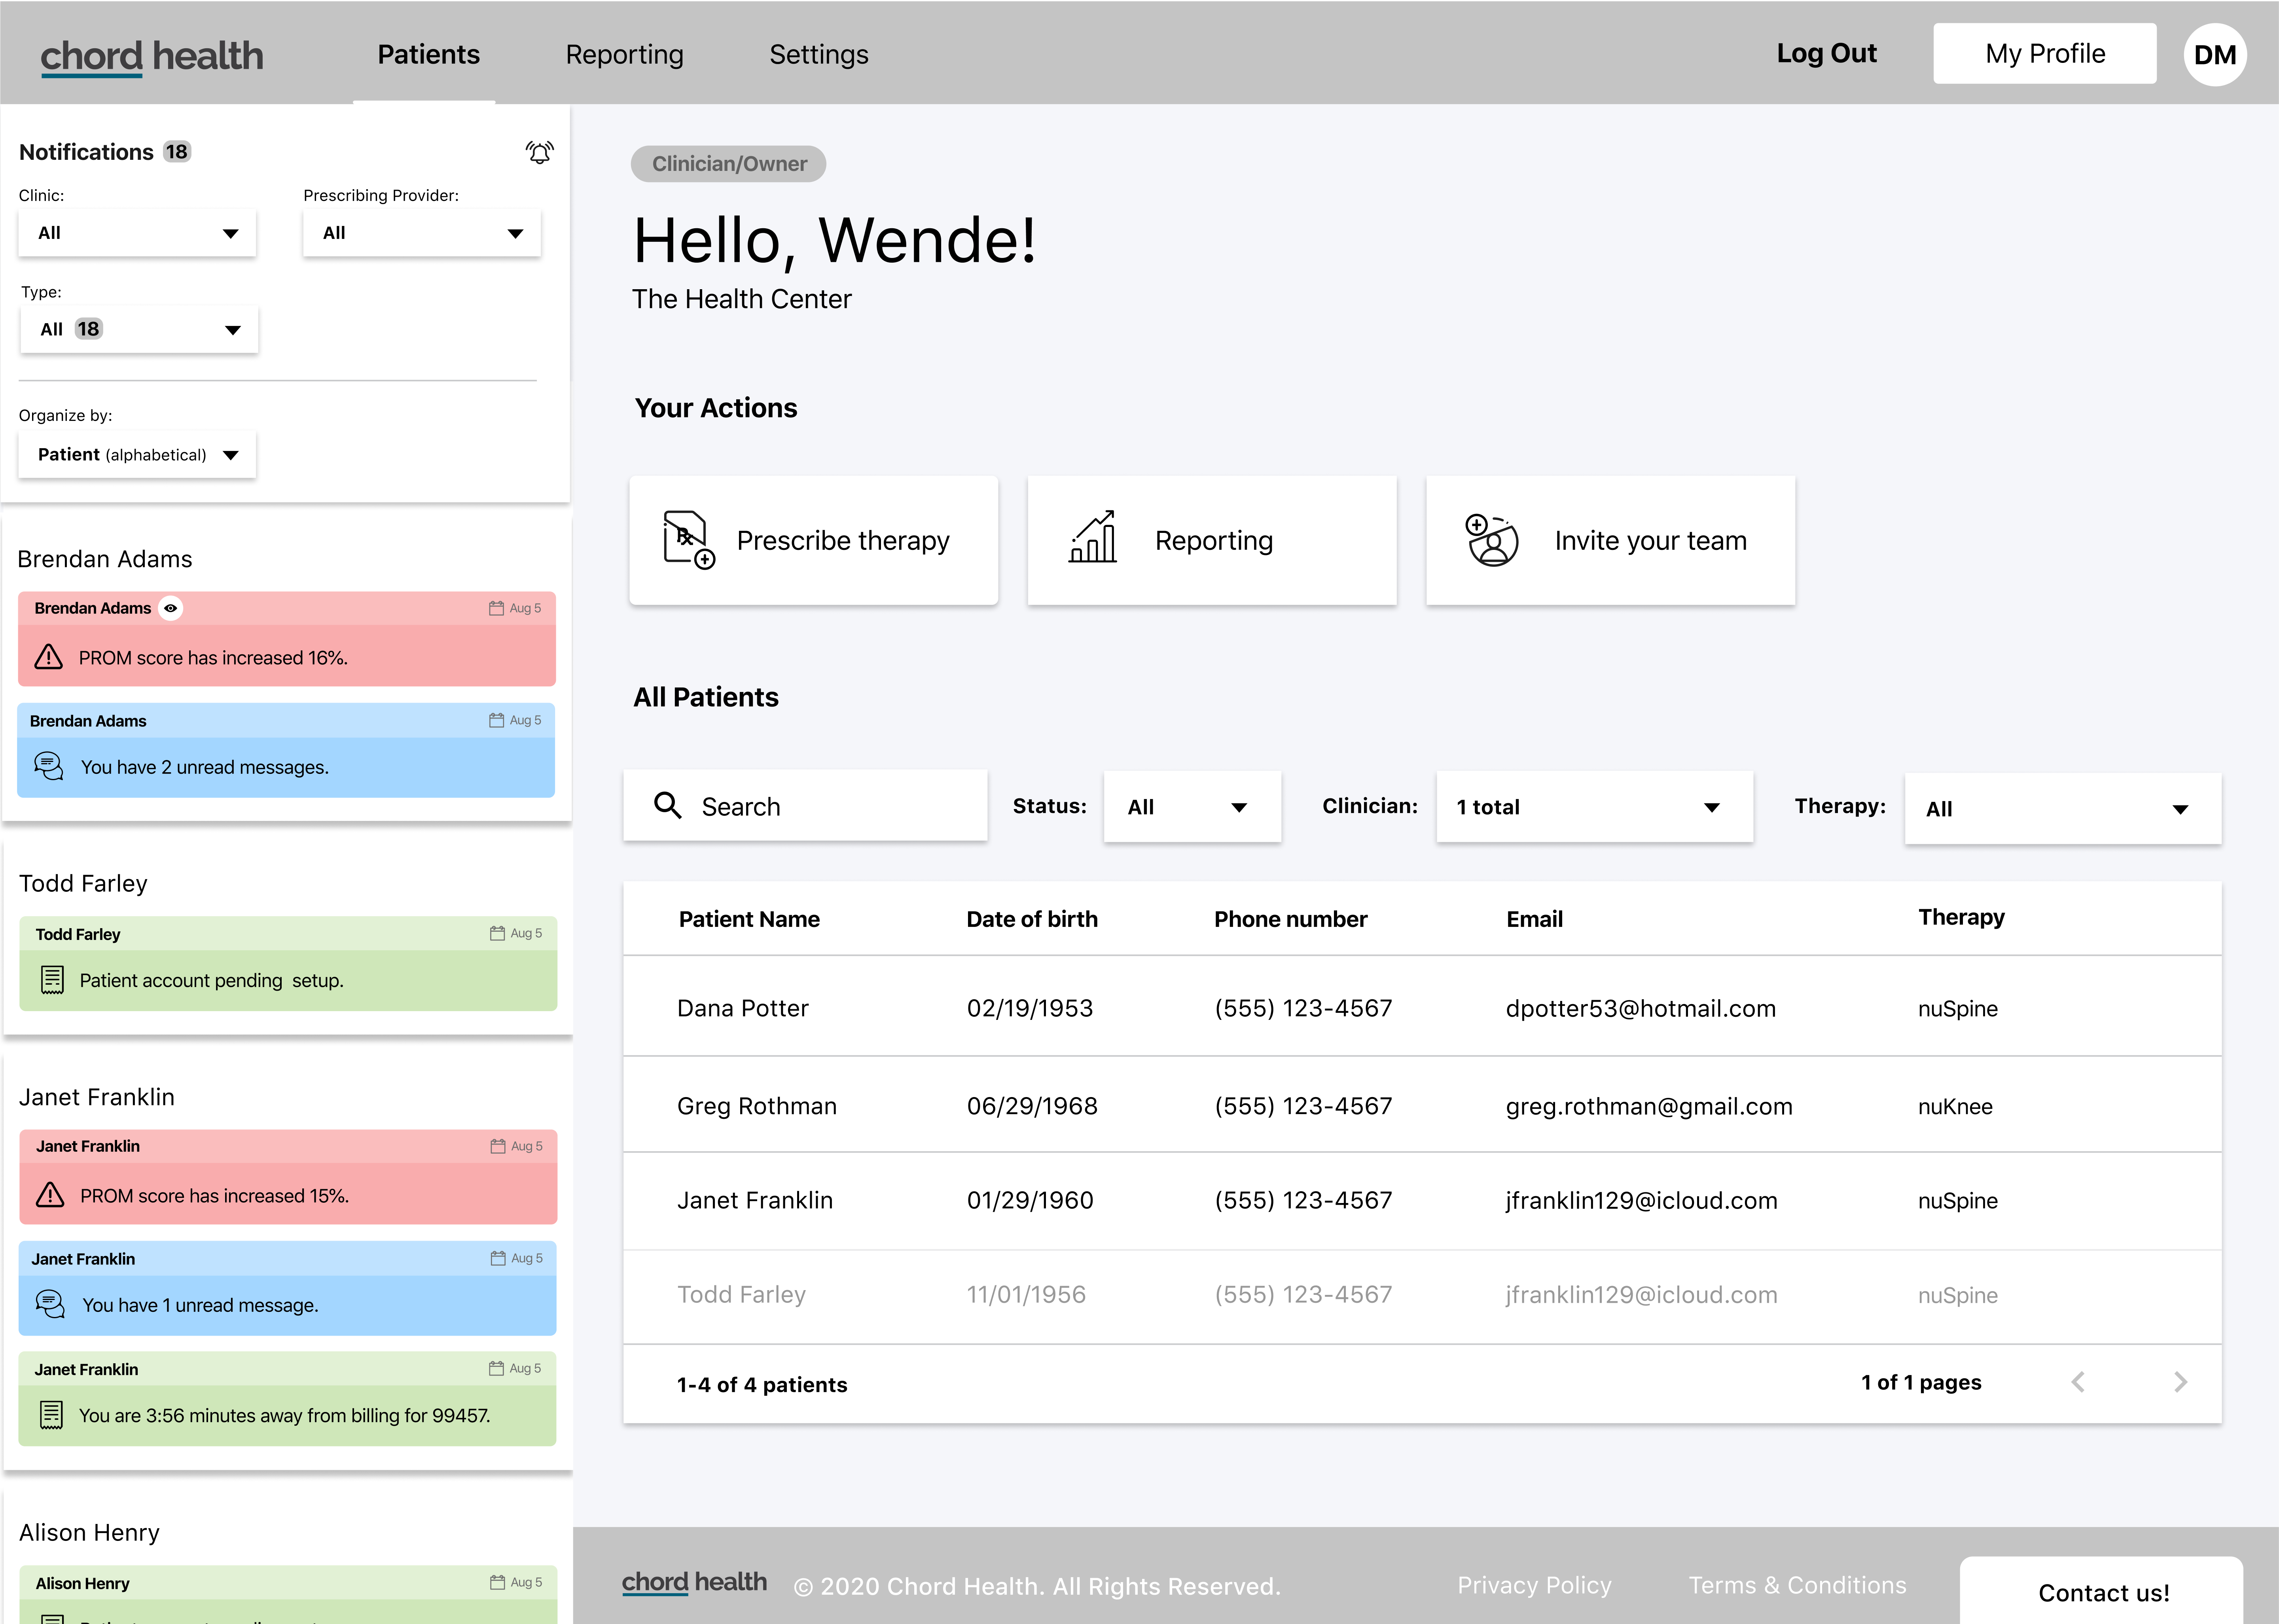 chord health
Patients
Reporting
Settings
Log Out
My Profile
DM
Notifications 18
Clinic:
Prescribing Provider:
All
All
Type:
All 18
Organize by:
Patient (alphabetical)
Brendan Adams
Brendan Adams
Aug 5
PROM score has increased 16%.
Brendan Adams
Aug 5
You have 2 unread messages.
Todd Farley
Todd Farley
Aug 5
Patient account pending setup.
Janet Franklin
Janet Franklin
Aug 5
PROM score has increased 15%.
Janet Franklin
Aug 5
You have 1 unread message.
Janet Franklin
Aug 5
You are 3:56 minutes away from billing for 99457.
Alison Henry
Alison Henry
Aug 5
Clinician/Owner
Hello, Wende!
The Health Center
Your Actions
Rx
Prescribe therapy
Reporting
Invite your team
All Patients
Search
Status:
All
Clinician:
1 total
Therapy:
All
Patient Name
Date of birth
Phone number
Email
Therapy
Dana Potter
02/19/1953
(555) 123-4567
dpotter53@hotmail.com
nuSpine
Greg Rothman
06/29/1968
(555) 123-4567
greg.rothman@gmail.com
nuKnee
Janet Franklin
01/29/1960
(555) 123-4567
jfranklin129@icloud.com
nuSpine
Todd Farley
11/01/1956
(555) 123-4567
jfranklin129@icloud.com
nuSpine
1-4 of 4 patients
1 of 1 pages
chord health
© 2020 Chord Health. All Rights Reserved.
Privacy Policy
Terms & Conditions
Contact us!